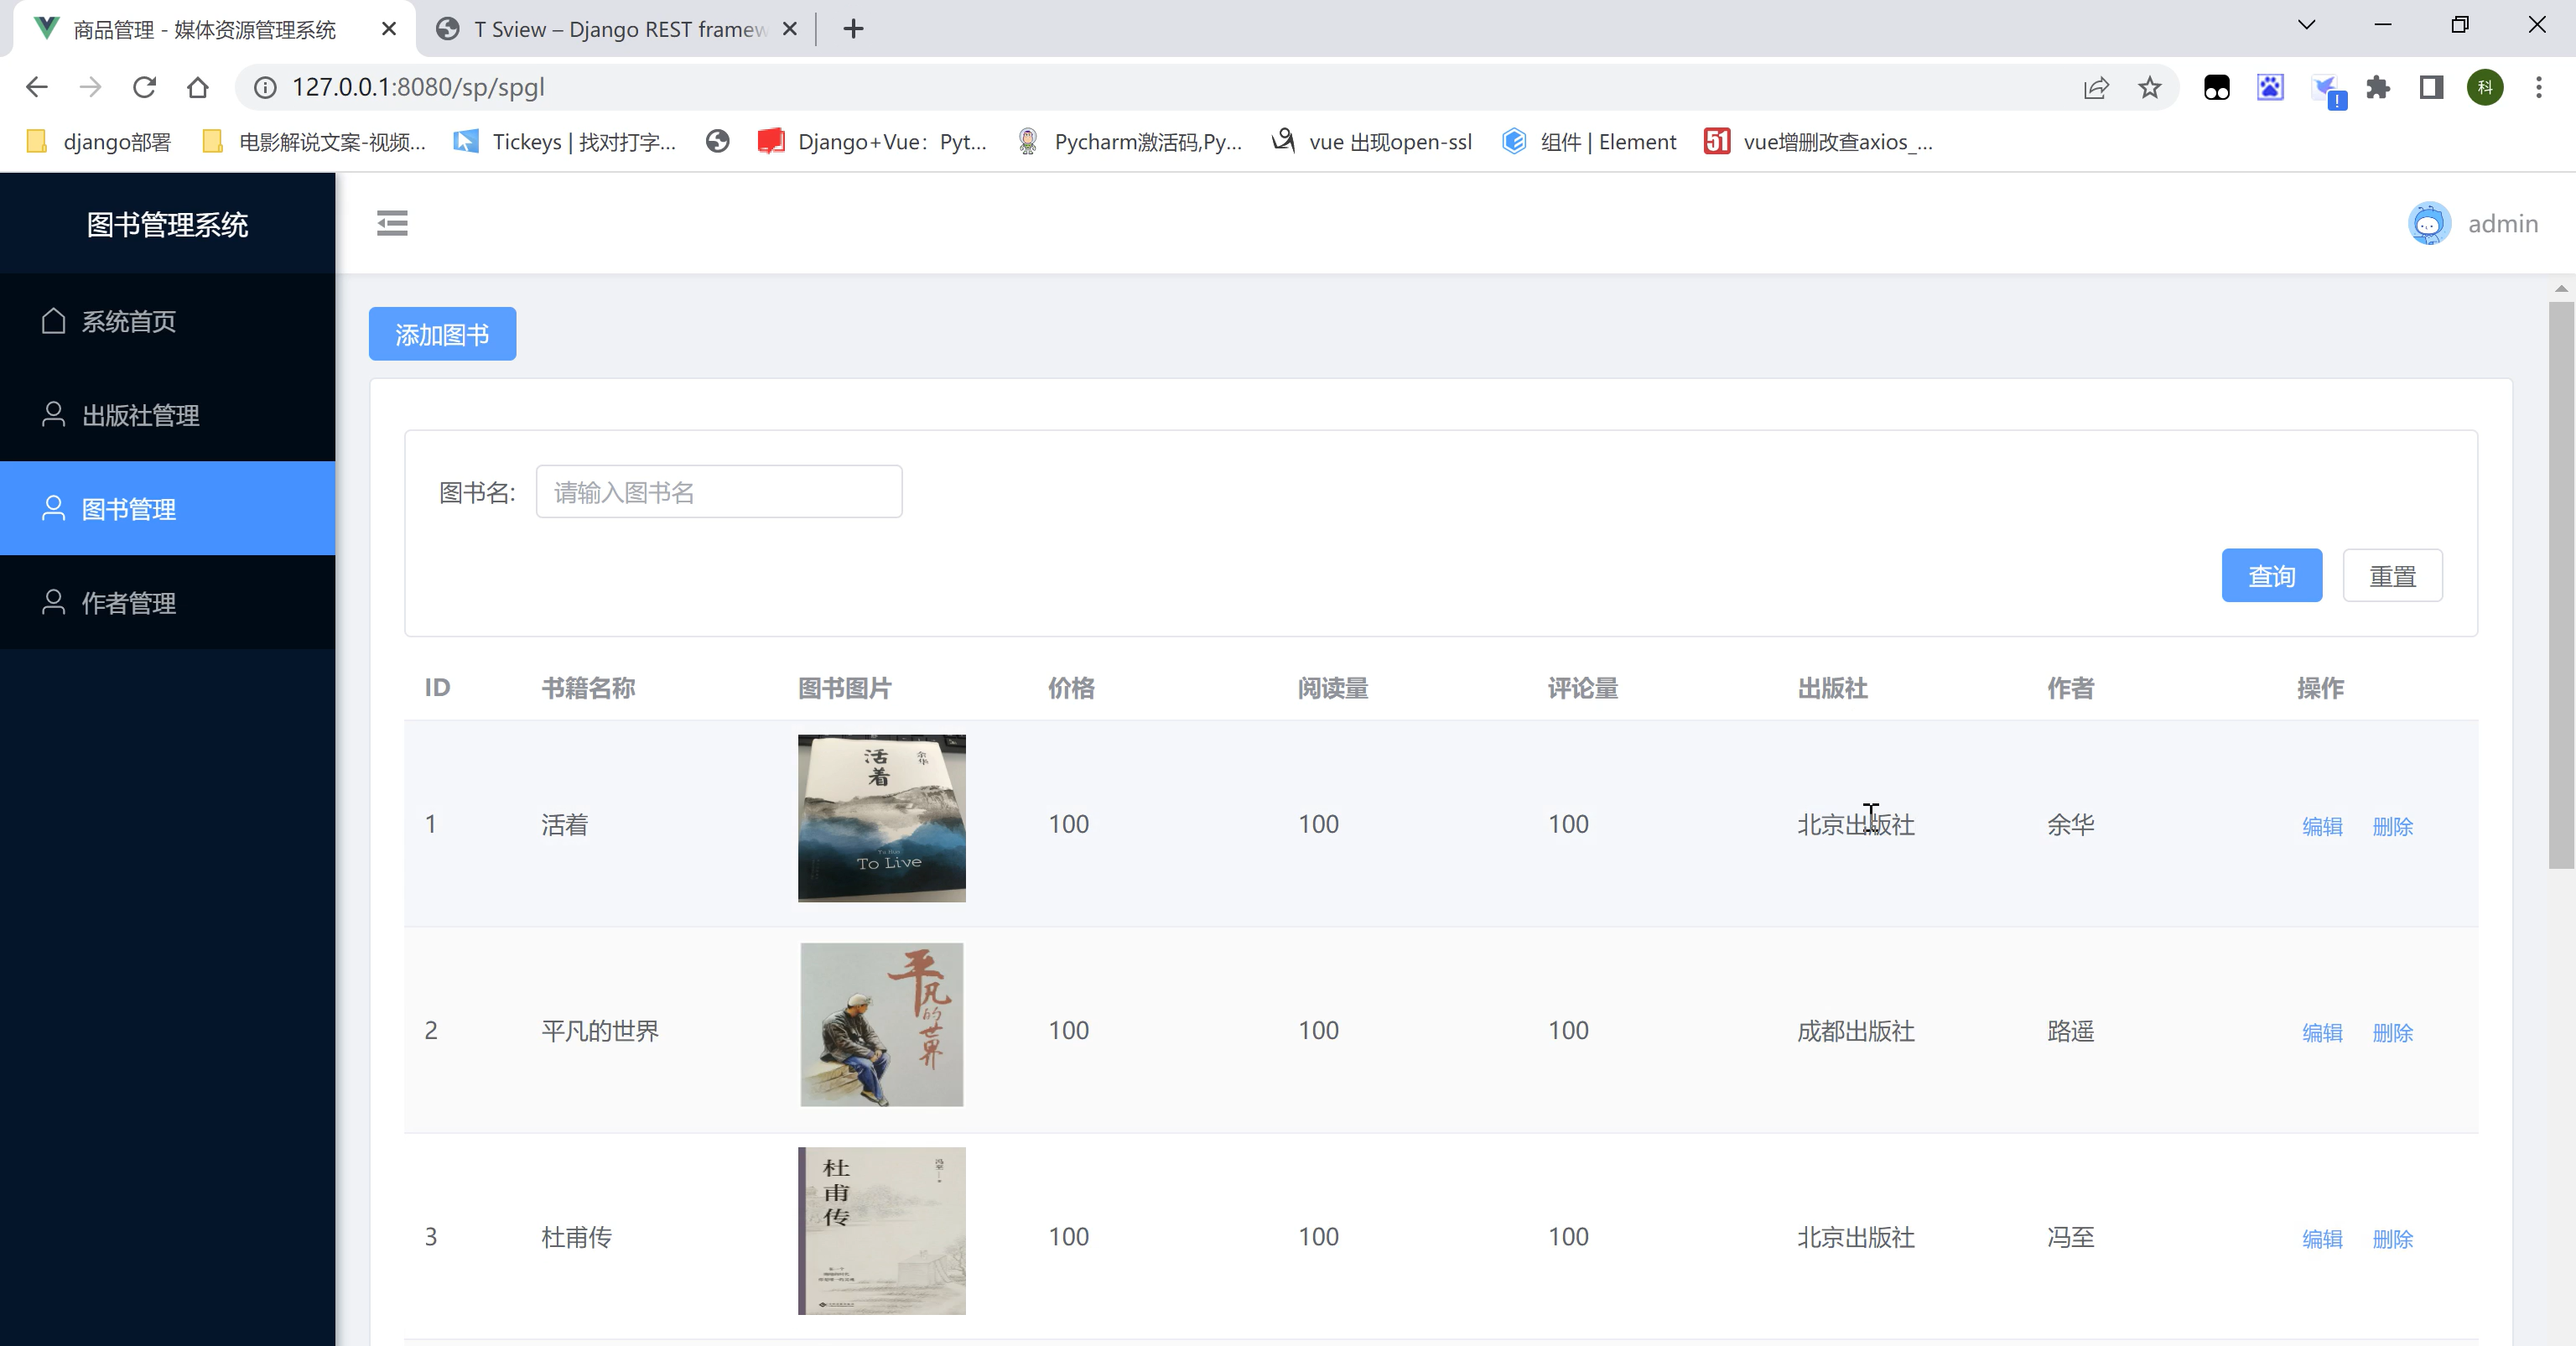 商品管理 - 媒体资源管理系统
T Sview – Django REST framew
127.0.0.1:8080/sp/spgl
科
django部署
电影解说文案-视频...
Tickeys | 找对打字...
Django+Vue：Pyt...
Pycharm激活码,Py...
vue 出现open-ssl
组件 | Element
51
vue增删改查axios_...
图书管理系统
admin
系统首页
出版社管理
图书管理
作者管理
添加图书
图书名:
请输入图书名
查询
重置
ID 书籍名称 图书图片 价格 阅读量 评论量 出版社 作者 操作
1 活着 100 100 100 北京出版社 余华 编辑 删除
活着
余华
To Live
2 平凡的世界 100 100 100 成都出版社 路遥 编辑 删除
平凡的世界
3 杜甫传 100 100 100 北京出版社 冯至 编辑 删除
杜甫传